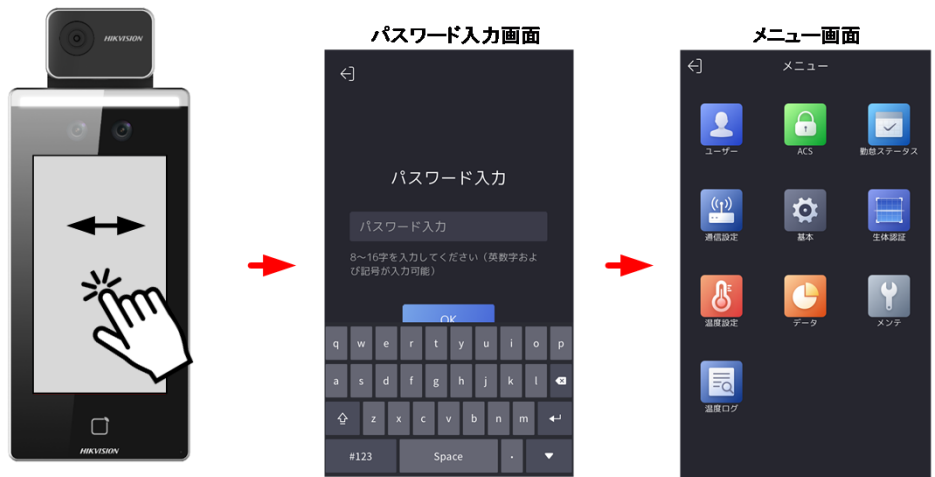 HIKVISION
HIKVISION
パスワード入力画面
パスワード入力
パスワード入力
8～16字を入力してください（英数字およ
び記号が入力可能）
OK
q w e r t y u i o p
a s d f g h j k l
z x c v b n m
#123 Space .
メニュー画面
メニュー
ユーザー ACS 勤怠ステータス
通信設定 基本 生体認証
温度設定 データ メンテ
温度ログ